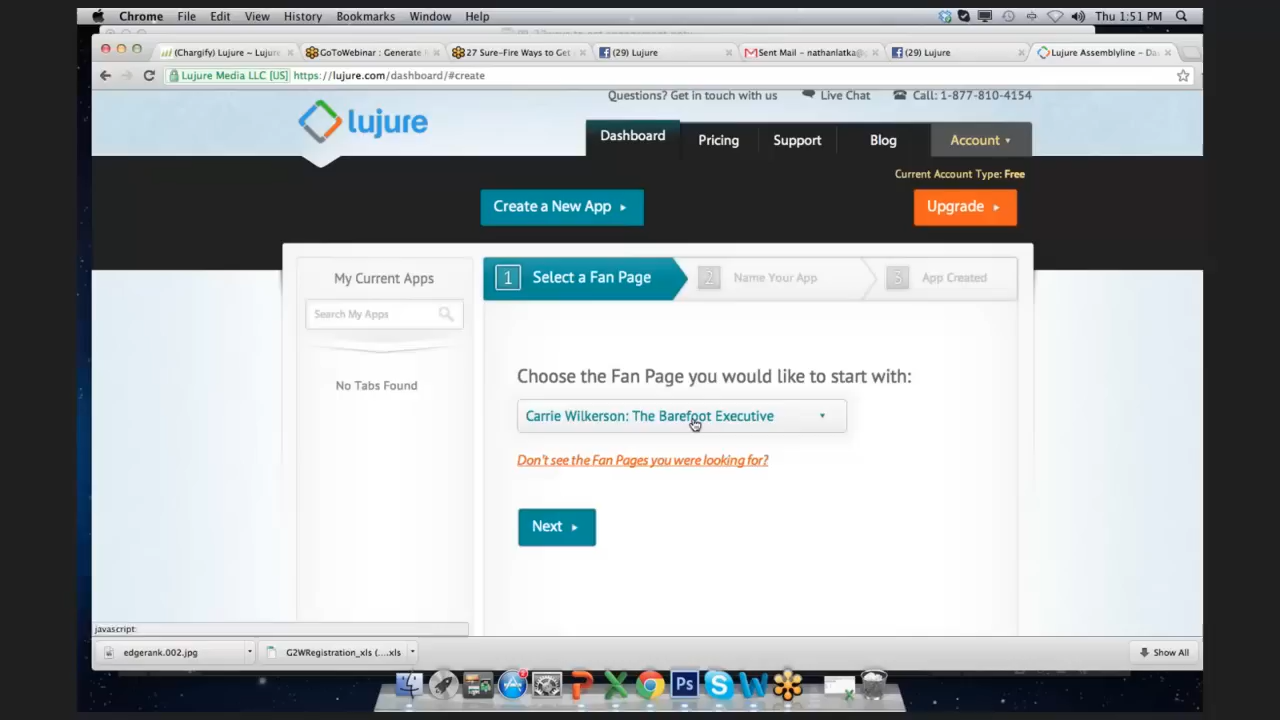 Chrome File Edit View History Bookmarks Window Help Thu 1:51 PM
(Chargify) Lujure ~ Lujure GoToWebinar : Generate 27 Sure-Fire Ways to Get (29) Lujure Sent Mail - nathanlatka@ (29) Lujure Lujure Assemblyline - Da
Lujure Media LLC [US] https://lujure.com/dashboard/#create
Questions? Get in touch with us Live Chat Call: 1-877-810-4154
lujure
Dashboard Pricing Support Blog Account
Current Account Type: Free
Create a New App Upgrade
My Current Apps 1 Select a Fan Page 2 Name Your App 3 App Created
Search My Apps
No Tabs Found
Choose the Fan Page you would like to start with:
Carrie Wilkerson: The Barefoot Executive
Don't see the Fan Pages you were looking for?
Next
javascript:
edgerank.002.jpg G2WRegistration_xls (....xls Show All
Ps